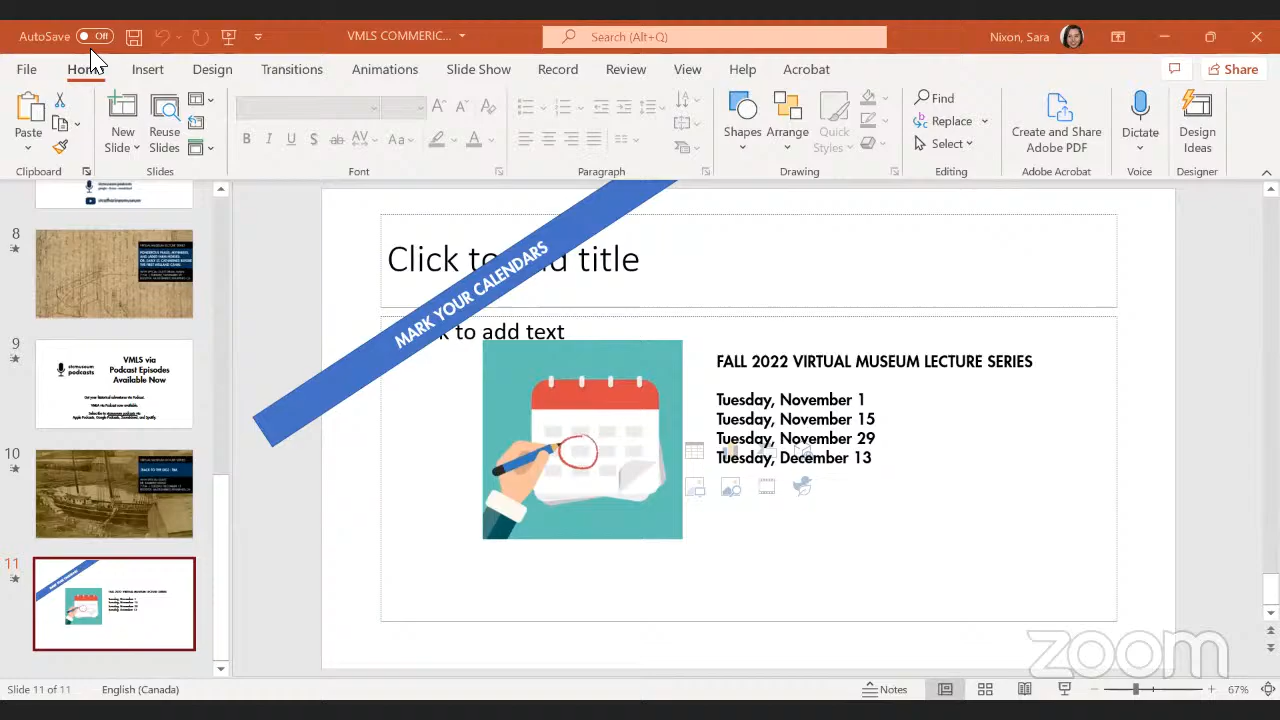 AutoSave Off
VMLS COMMERIC...
Search (Alt+Q)
Nixon, Sara
File Home Insert Design Transitions Animations Slide Show Record Review View Help Acrobat
Share
Paste
New Slide
Reuse Slides
B I U S ab AV Aa A
Shapes Arrange Quick Styles
Find
Replace
Select
Create and Share Adobe PDF
Dictate
Design Ideas
Clipboard Slides Font Paragraph Drawing Editing Adobe Acrobat Voice Designer
8
9
stcmuseum podcasts
VMLS via
Podcast Episodes
Available Now
10
11
Click to add title
MARK YOUR CALENDARS
to add text
FALL 2022 VIRTUAL MUSEUM LECTURE SERIES
Tuesday, November 1
Tuesday, November 15
Tuesday, November 29
Tuesday, December 13
zoom
Slide 11 of 11
English (Canada)
Notes
67%